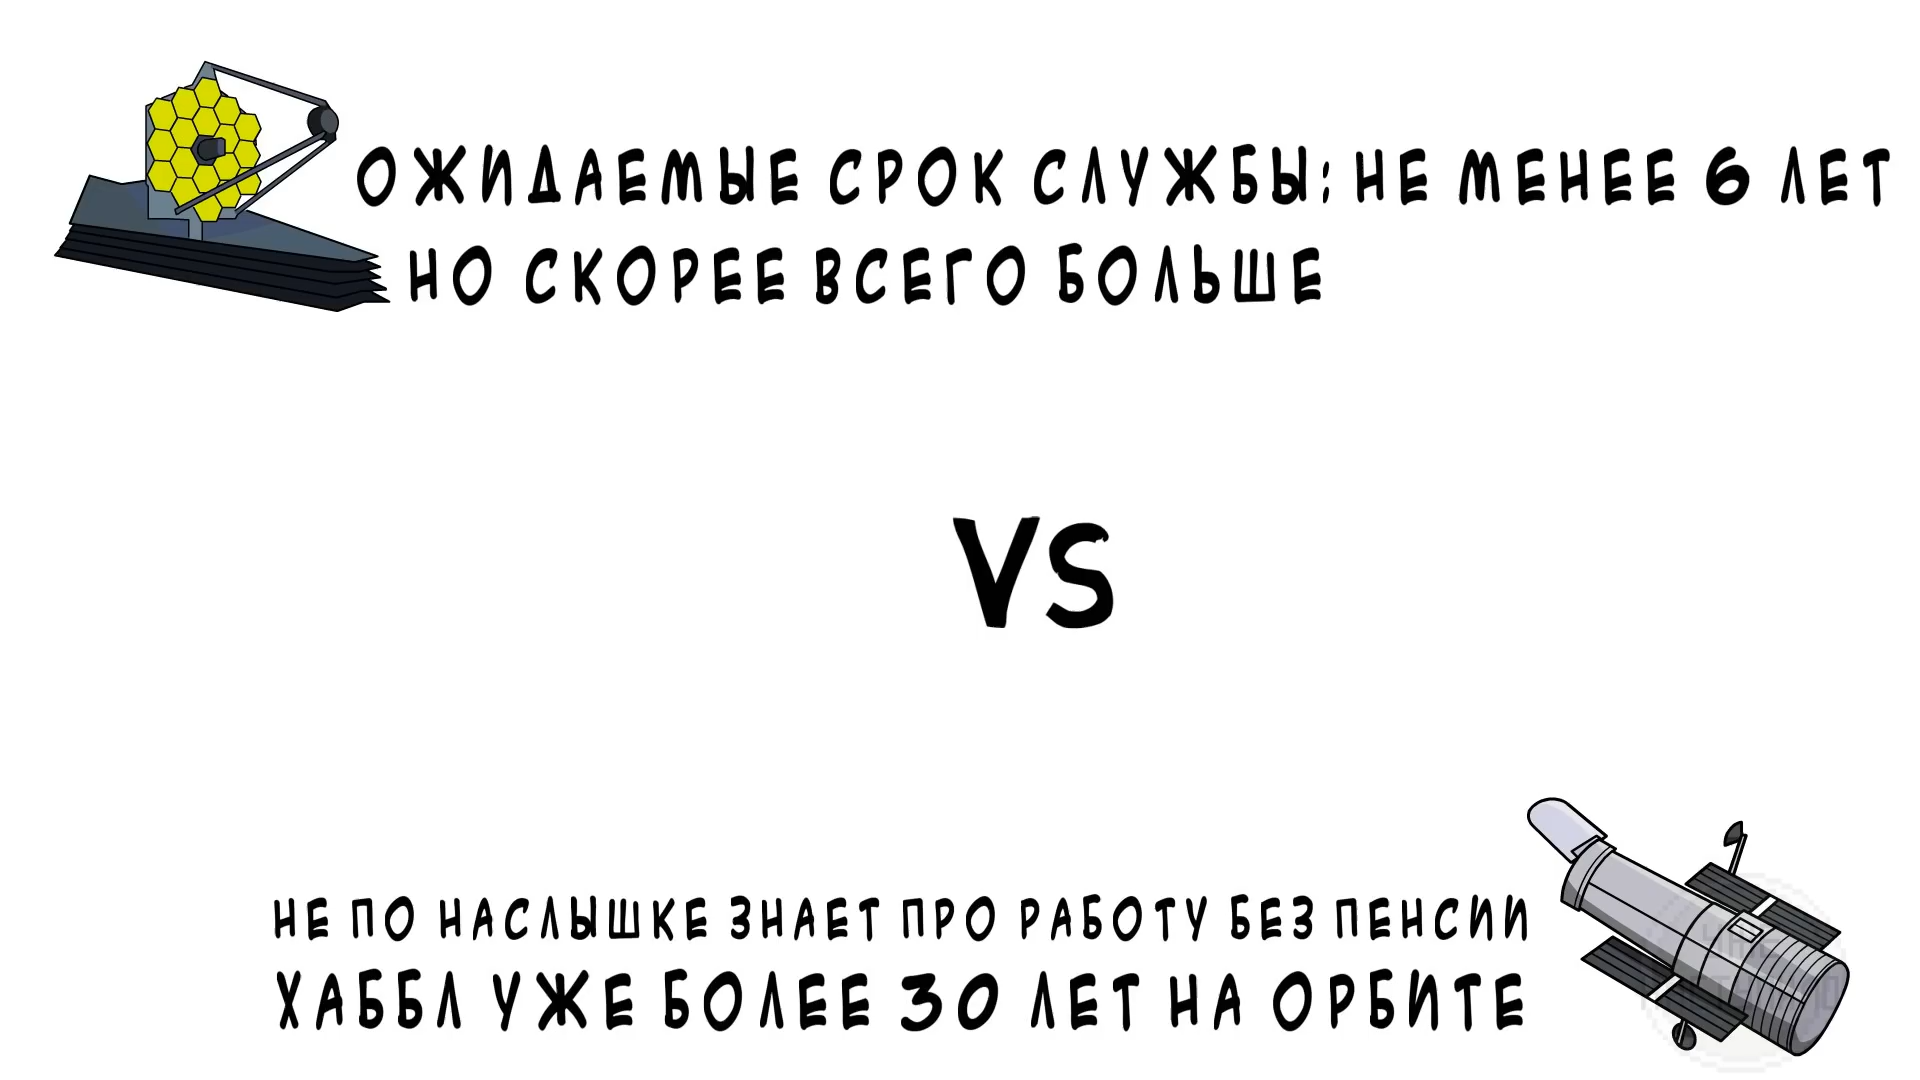 ОЖИДАЕМЫЕ СРОК СЛУЖБЫ: НЕ МЕНЕЕ 6 ЛЕТ
НО СКОРЕЕ ВСЕГО БОЛЬШЕ
VS
НЕ ПО НАСЛЫШКЕ ЗНАЕТ ПРО РАБОТУ БЕЗ ПЕНСИИ
ХАББЛ УЖЕ БОЛЕЕ 30 ЛЕТ НА ОРБИТЕ